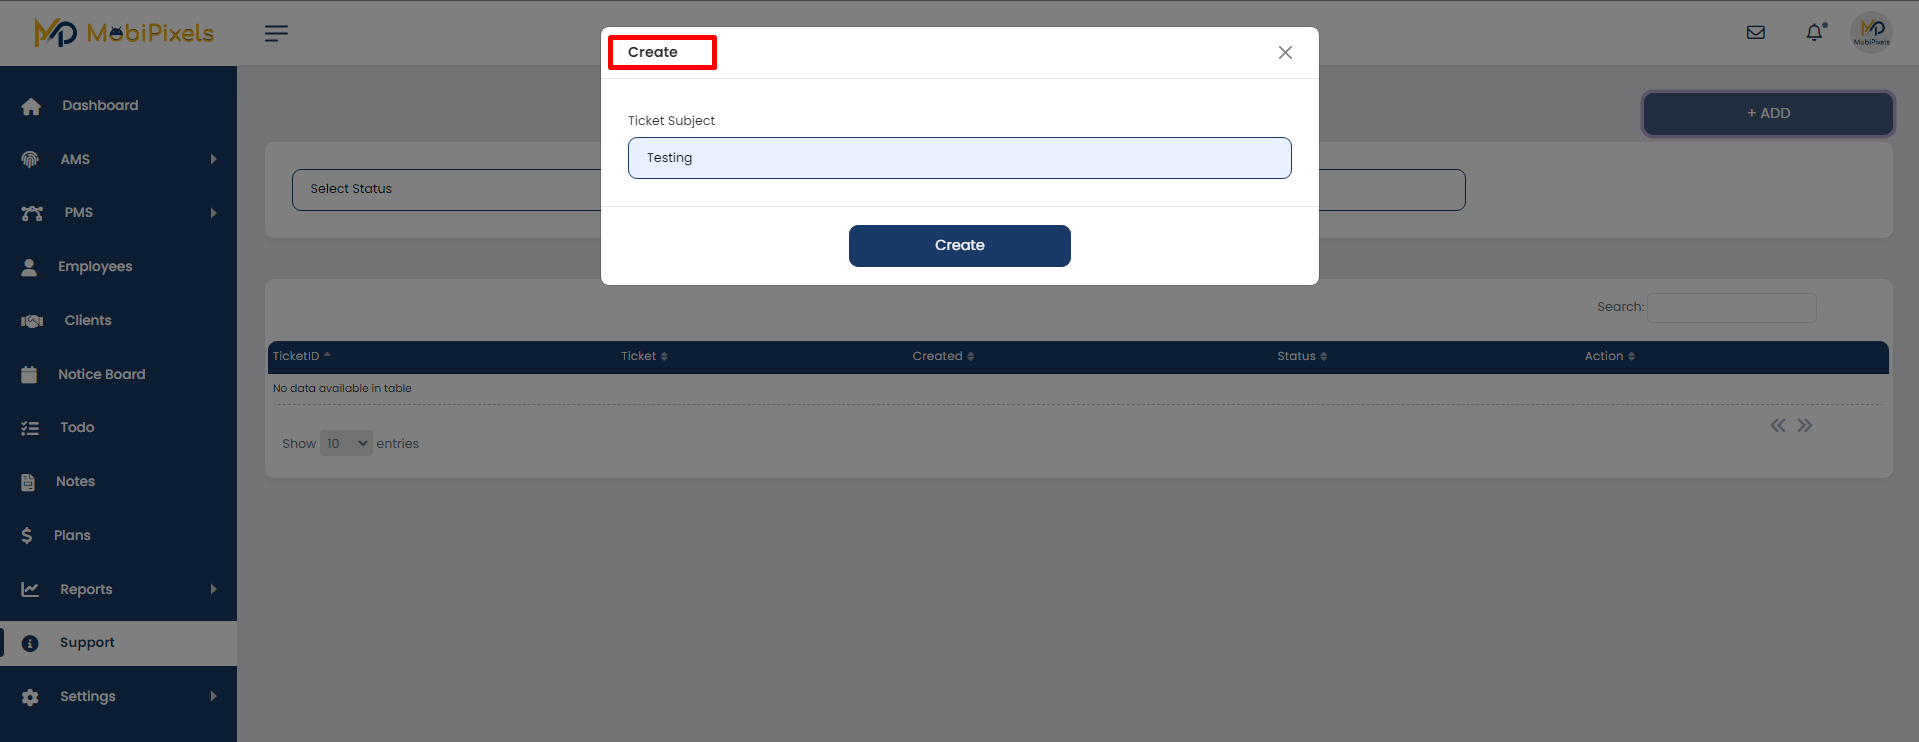 MobiPixels
MobiPixels
Dashboard
AMS
PMS
Employees
Clients
Notice Board
Todo
Notes
Plans
Reports
Support
Settings
+ ADD
Select Status
Create
Ticket Subject
Testing
Create
Search:
TicketID Ticket Created Status Action
No data available in table
Show 10 entries